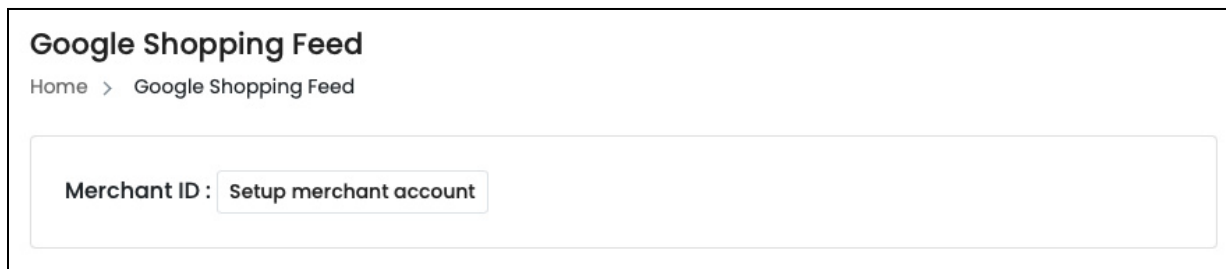 Google Shopping Feed
Home > Google Shopping Feed
Merchant ID : Setup merchant account